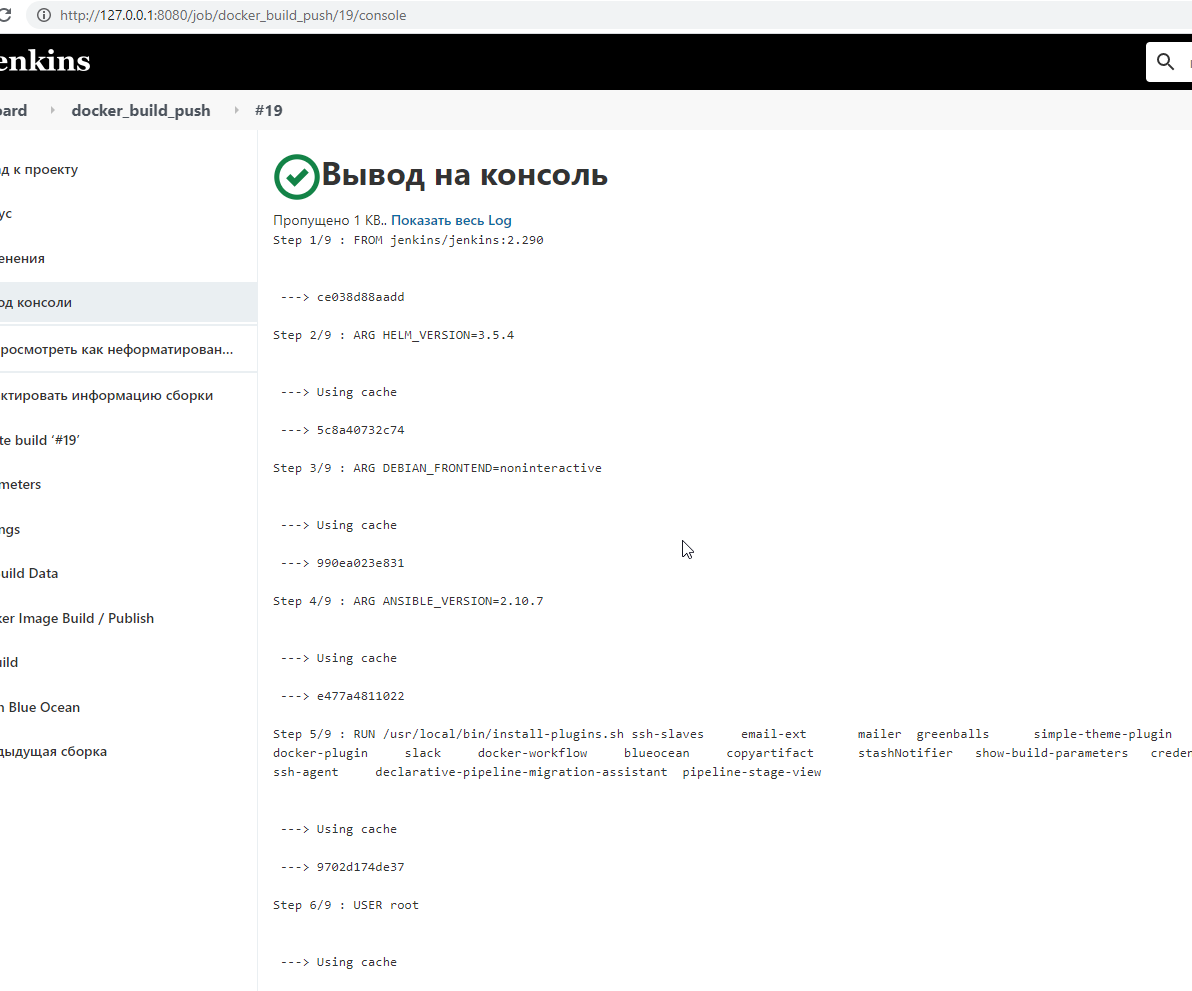 http://127.0.0.1:8080/job/docker_build_push/19/console
enkins
oard
docker_build_push
#19
ад к проекту
ус
енения
од консоли
росмотреть как неформатирован...
ктировать информацию сборки
te build ‘#19’
meters
ngs
uild Data
ker Image Build / Publish
ild
n Blue Ocean
дыдущая сборка
Вывод на консоль
Пропущено 1 KB.. Показать весь Log
Step 1/9 : FROM jenkins/jenkins:2.290
---> ce038d88aadd
Step 2/9 : ARG HELM_VERSION=3.5.4
---> Using cache
---> 5c8a40732c74
Step 3/9 : ARG DEBIAN_FRONTEND=noninteractive
---> Using cache
---> 990ea023e831
Step 4/9 : ARG ANSIBLE_VERSION=2.10.7
---> Using cache
---> e477a4811022
Step 5/9 : RUN /usr/local/bin/install-plugins.sh ssh-slaves email-ext mailer greenballs simple-theme-plugin
docker-plugin slack docker-workflow blueocean copyartifact stashNotifier show-build-parameters creden
ssh-agent declarative-pipeline-migration-assistant pipeline-stage-view
---> Using cache
---> 9702d174de37
Step 6/9 : USER root
---> Using cache